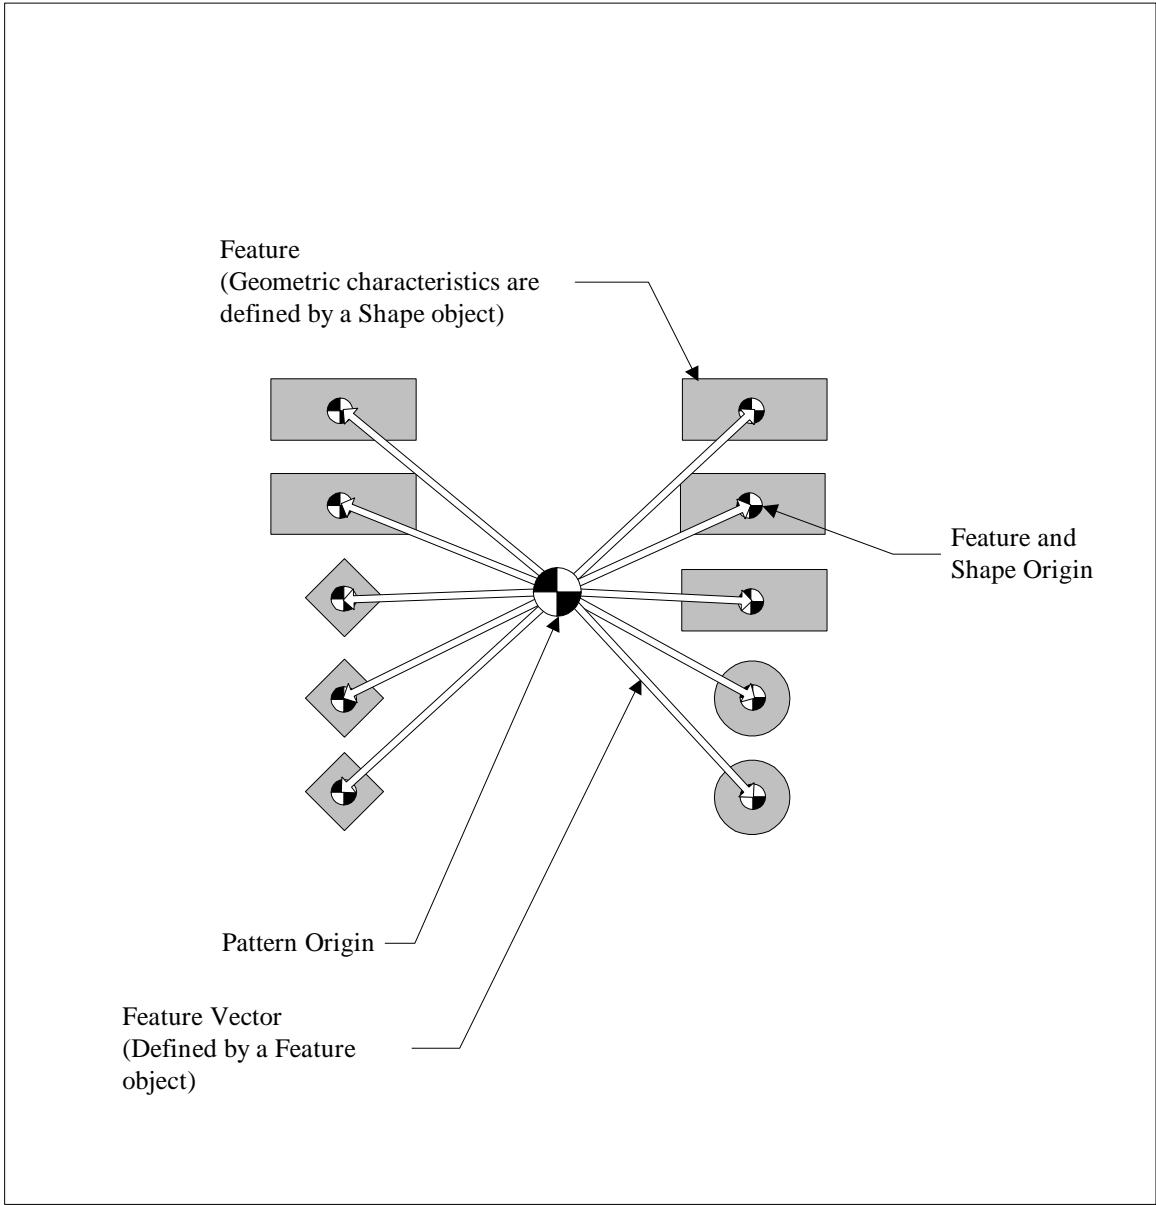 Feature
(Geometric characteristics are
defined by a Shape object)
Feature and
Shape Origin
Pattern Origin
Feature Vector
(Defined by a Feature
object)